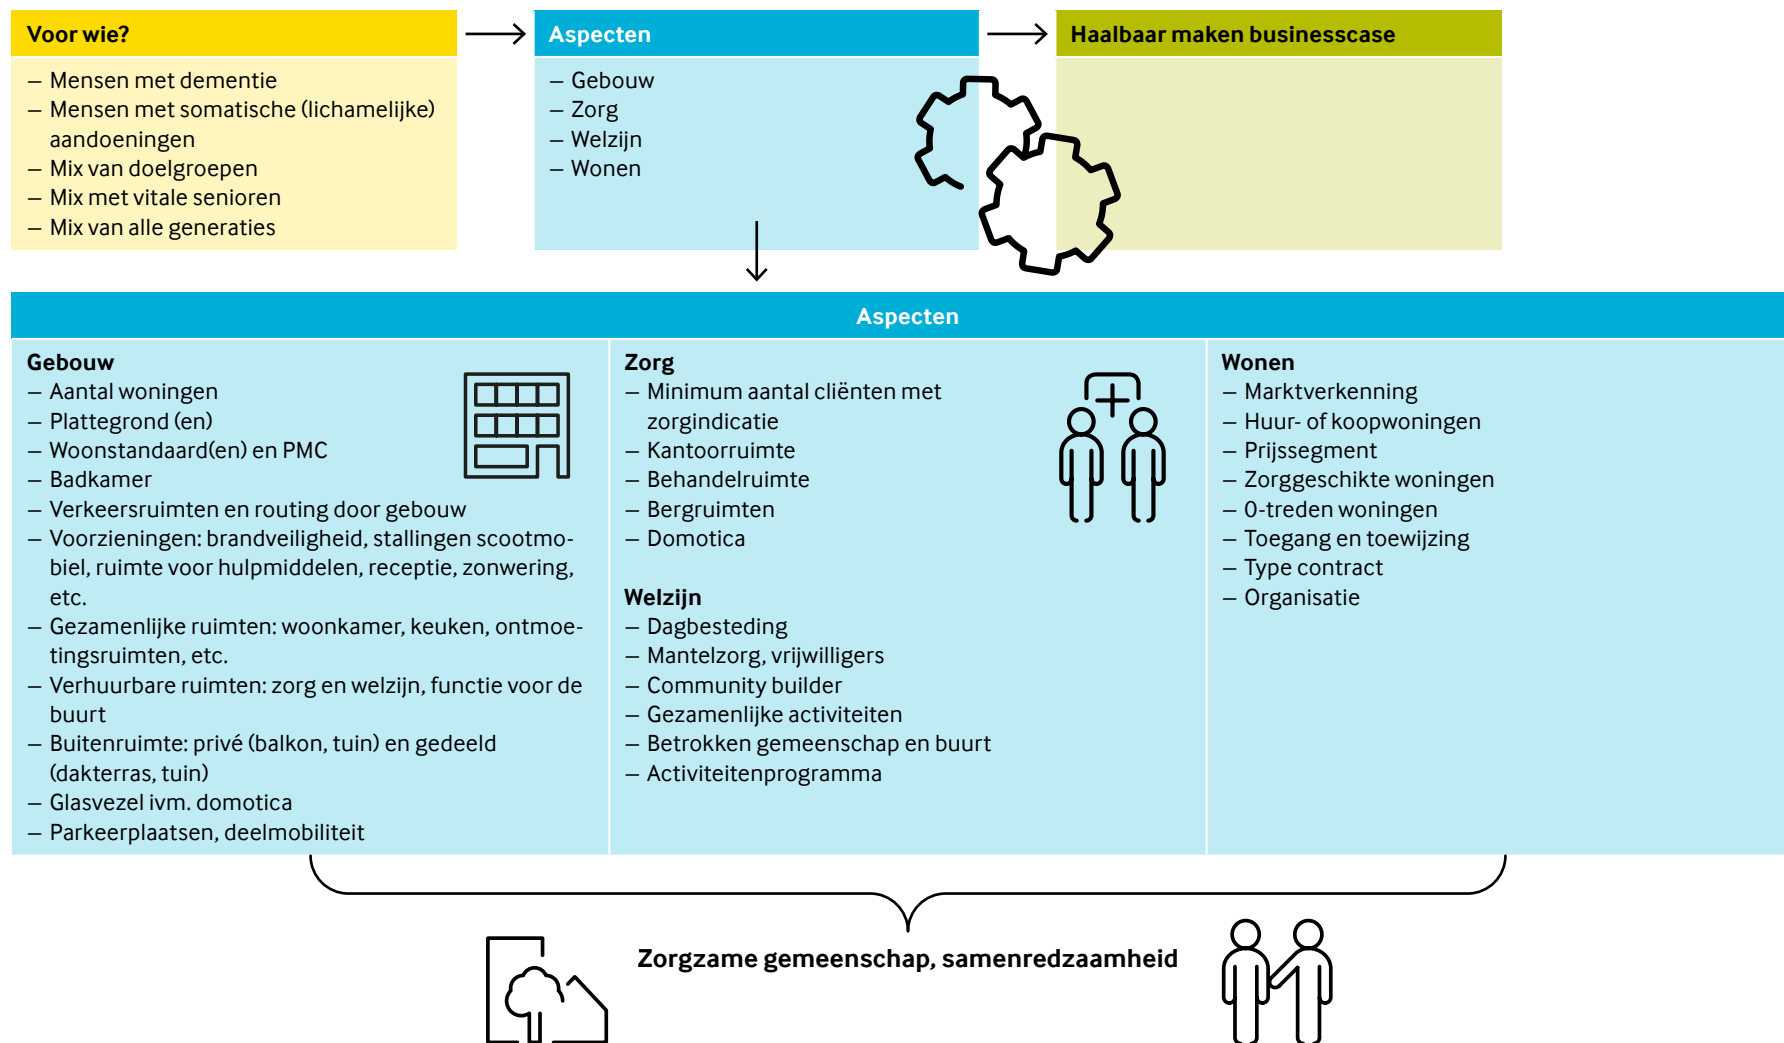 Voor wie?
– Mensen met dementie
– Mensen met somatische (lichamelijke)
aandoeningen
– Mix van doelgroepen
– Mix met vitale senioren
– Mix van alle generaties
Aspecten
– Gebouw
– Zorg
– Welzijn
– Wonen
Haalbaar maken businesscase
Aspecten
Gebouw
– Aantal woningen
– Plattegrond (en)
– Woonstandaard(en) en PMC
– Badkamer
– Verkeersruimten en routing door gebouw
– Voorzieningen: brandveiligheid, stallingen scootmo-
biel, ruimte voor hulpmiddelen, receptie, zonwering,
etc.
– Gezamenlijke ruimten: woonkamer, keuken, ontmoe-
tingsruimten, etc.
– Verhuurbare ruimten: zorg en welzijn, functie voor de
buurt
– Buitenruimte: privé (balkon, tuin) en gedeeld
(dakterras, tuin)
– Glasvezel ivm. domotica
– Parkeerplaatsen, deelmobiliteit
Zorg
– Minimum aantal cliënten met
zorgindicatie
– Kantoorruimte
– Behandelruimte
– Bergruimten
– Domotica
Welzijn
– Dagbesteding
– Mantelzorg, vrijwilligers
– Community builder
– Gezamenlijke activiteiten
– Betrokken gemeenschap en buurt
– Activiteitenprogramma
Wonen
– Marktverkenning
– Huur- of koopwoningen
– Prijssegment
– Zorggeschikte woningen
– 0-treden woningen
– Toegang en toewijzing
– Type contract
– Organisatie
Zorgzame gemeenschap, samenredzaamheid